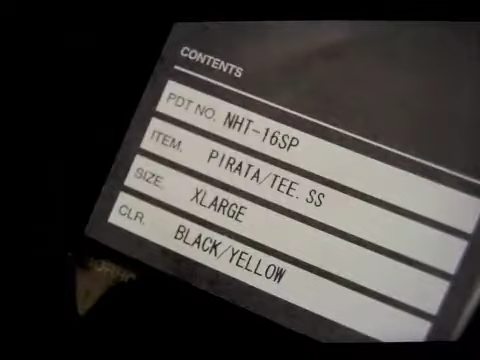 CONTENTS
PDT NO. NHT-16SP
ITEM. PIRATA/TEE.SS
SIZE. XLARGE
CLR. BLACK/YELLOW